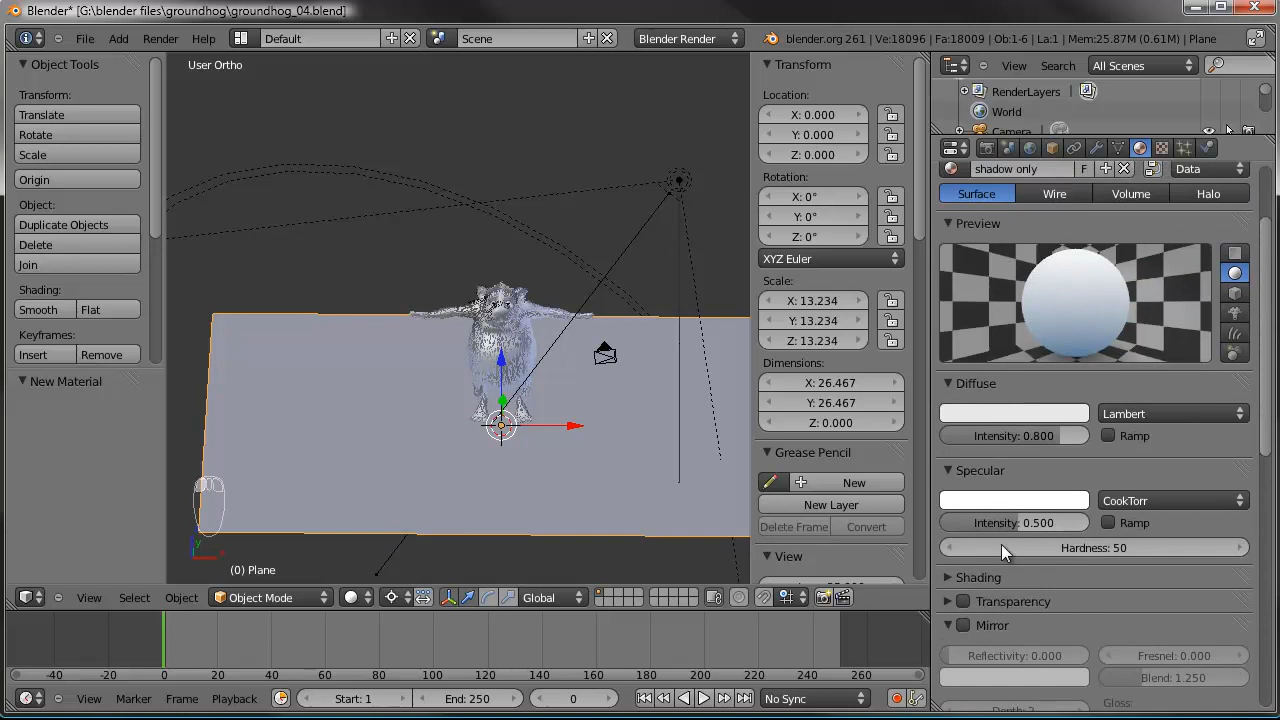 Blender* [G:\blender files\groundhog\groundhog_04.blend]
File Add Render Help Default Scene Blender Render blender.org 261 | Ve:18096 | Fa:18009 | Ob:1-6 | La:1 | Mem:25.87M (0.61M) | Plane
Object Tools
Transform:
Translate
Rotate
Scale
Origin
Object:
Duplicate Objects
Delete
Join
Shading:
Smooth Flat
Keyframes:
Insert Remove
New Material
User Ortho
y
(0) Plane
Transform
Location:
X: 0.000
Y: 0.000
Z: 0.000
Rotation:
X: 0°
Y: 0°
Z: 0°
XYZ Euler
Scale:
X: 13.234
Y: 13.234
Z: 13.234
Dimensions:
X: 26.467
Y: 26.467
Z: 0.000
Grease Pencil
New
New Layer
Delete Frame Convert
View
View Search All Scenes
RenderLayers |
World
Camera
shadow only F Data
Surface Wire Volume Halo
Preview
Diffuse
Lambert
Intensity: 0.800 Ramp
Specular
CookTorr
Intensity: 0.500 Ramp
Hardness: 50
Shading
Transparency
Mirror
Reflectivity: 0.000 Fresnel: 0.000
Blend: 1.250
Gloss:
View Select Object Object Mode Global
-40 -20 0 20 40 60 80 100 120 140 160 180 200 220 240 260
View Marker Frame Playback Start: 1 End: 250 0 No Sync